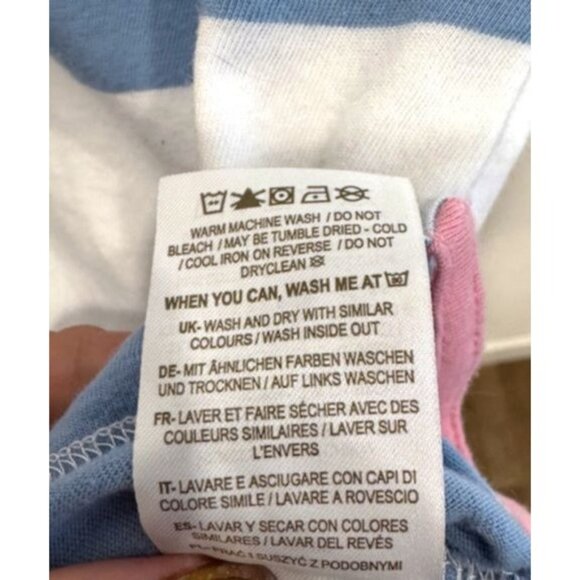 WARM MACHINE WASH / DO NOT
BLEACH / MAY BE TUMBLE DRIED - COLD
/ COOL IRON ON REVERSE / DO NOT
DRYCLEAN
WHEN YOU CAN, WASH ME AT
UK- WASH AND DRY WITH SIMILAR
COLOURS / WASH INSIDE OUT
DE- MIT ÄHNLICHEN FARBEN WASCHEN
UND TROCKNEN / AUF LINKS WASCHEN
FR- LAVER ET FAIRE SÉCHER AVEC DES
COULEURS SIMILAIRES / LAVER SUR
L'ENVERS
IT- LAVARE E ASCIUGARE CON CAPI DI
COLORE SIMILE / LAVARE A ROVESCIO
ES- LAVAR Y SECAR CON COLORES
SIMILARES / LAVAR DEL REVÉS
PRAĆ I SUSZYĆ Z PODOBNYMI